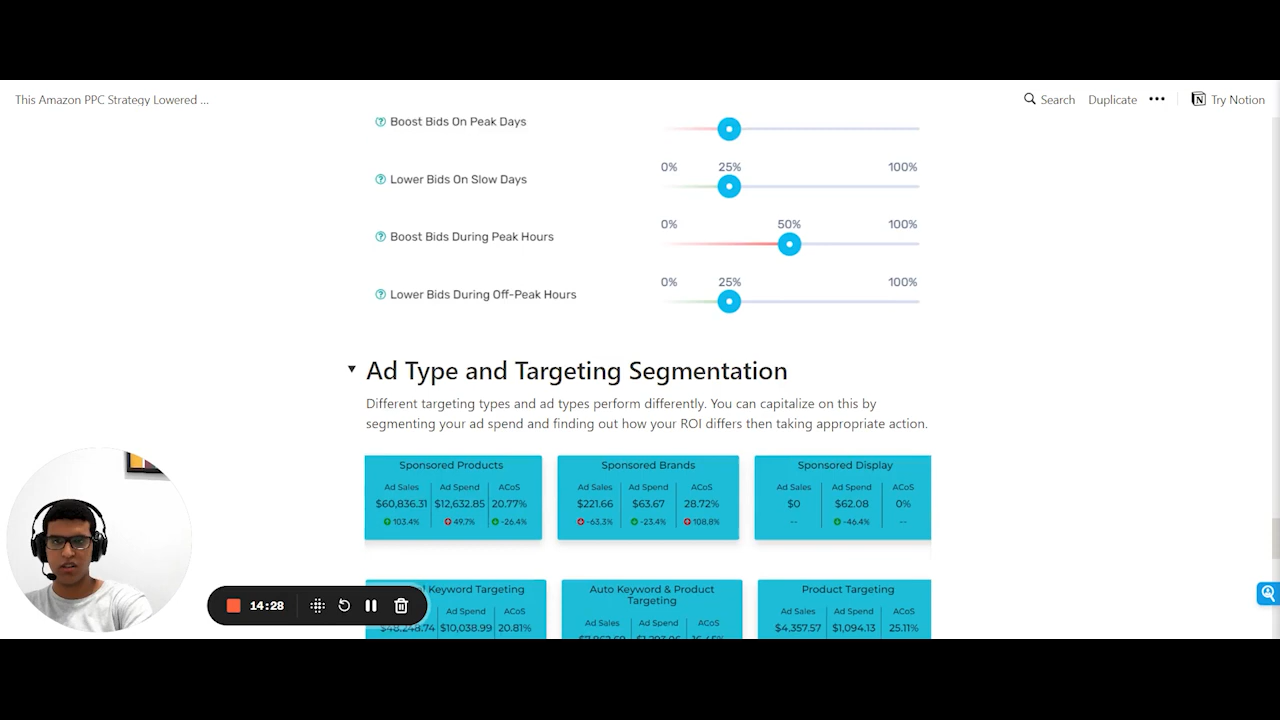 This Amazon PPC Strategy Lowered ...
Search Duplicate ••• Try Notion
Boost Bids On Peak Days
0% 25% 100%
Lower Bids On Slow Days
0% 50% 100%
Boost Bids During Peak Hours
0% 25% 100%
Lower Bids During Off-Peak Hours
Ad Type and Targeting Segmentation
Different targeting types and ad types perform differently. You can capitalize on this by
segmenting your ad spend and finding out how your ROI differs then taking appropriate action.
Sponsored Products
Ad Sales Ad Spend ACoS
$60,836.31 $12,632.85 20.77%
103.4% 49.7% -26.4%
Sponsored Brands
Ad Sales Ad Spend ACoS
$221.66 $63.67 28.72%
-63.3% -23.4% 108.8%
Sponsored Display
Ad Sales Ad Spend ACoS
$0 $62.08 0%
-- -46.4% --
Keyword Targeting
Ad Spend ACoS
$48,248.74 $10,038.99 20.81%
Auto Keyword & Product
Targeting
Ad Sales Ad Spend ACoS
Product Targeting
Ad Sales Ad Spend ACoS
$4,357.57 $1,094.13 25.11%
14:28